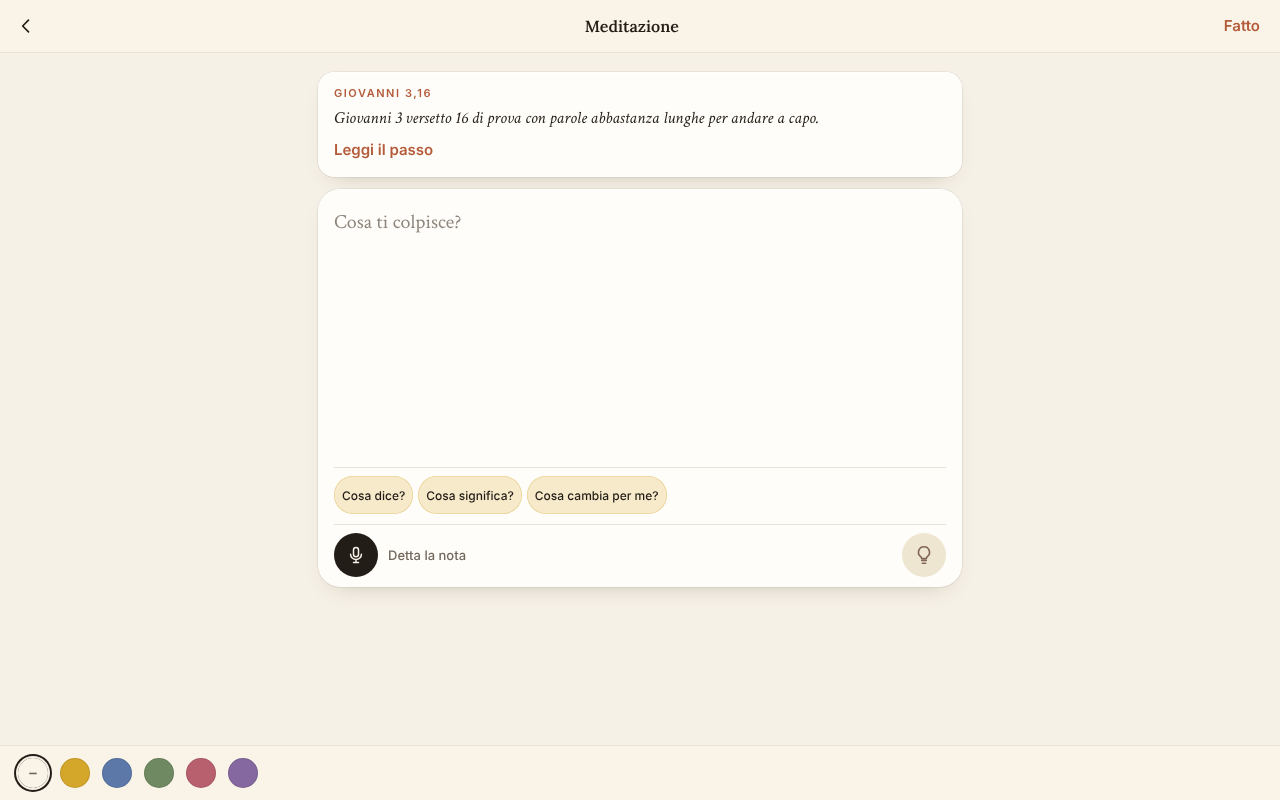 Meditazione
Fatto
GIOVANNI 3,16
Giovanni 3 versetto 16 di prova con parole abbastanza lunghe per andare a capo.
Leggi il passo
Cosa ti colpisce?
Cosa dice?
Cosa significa?
Cosa cambia per me?
Detta la nota
–